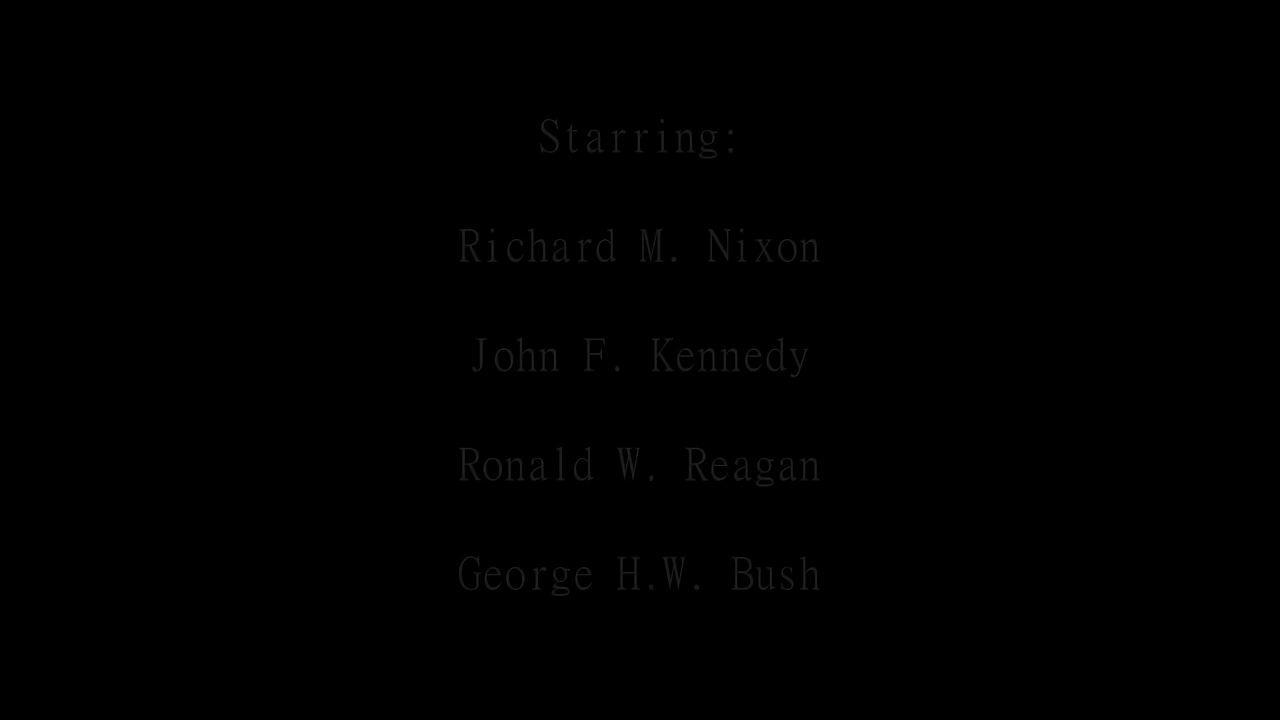 Starring:
Richard M. Nixon
John F. Kennedy
Ronald W. Reagan
George H.W. Bush